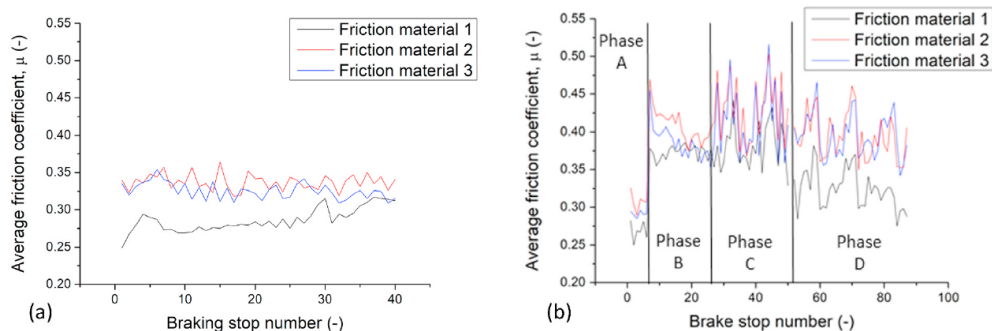 (a)
Average friction coefficient, μ (-)
0.55
0.50
0.45
0.40
0.35
0.30
0.25
0.20
Friction material 1
Friction material 2
Friction material 3
0 10 20 30 40
Braking stop number (-)
(b)
Average friction coefficient, μ (-)
0.55
0.50
0.45
0.40
0.35
0.30
0.25
0.20
Phase
A
Friction material 1
Friction material 2
Friction material 3
Phase
B
Phase
C
Phase
D
0 20 40 60 80 100
Brake stop number (-)